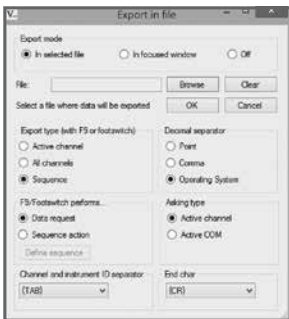 Export in file
Export mode
In selected file
In focused window
Off
File:
Browse
Clear
Select a file where data will be exported
OK
Cancel
Export type (with FS or footswitch)
Active channel
All channels
Sequence
Decimal separator
Point
Comma
Operating System
FS/Footswitch performs...
Data request
Sequence action
Define sequence
Asking type
Active channel
Active COM
Channel and instrument ID separator
{TAB}
End char
{CR}